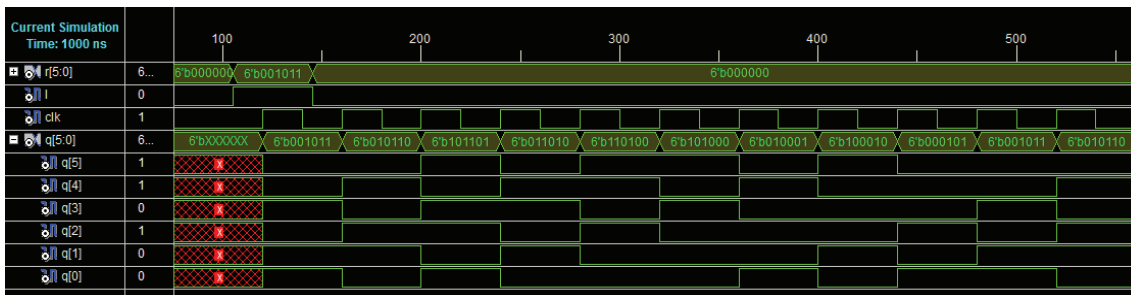 Current Simulation
Time: 1000 ns
100 200 300 400 500
r[5:0] 6... 6'b000000 6'b001011 6'b000000
l 0
clk 1
q[5:0] 6... 6'bXXXXXX 6'b001011 6'b010110 6'b101101 6'b011010 6'b110100 6'b101000 6'b010001 6'b100010 6'b000101 6'b001011 6'b010110
q[5] 1 X
q[4] 1 X
q[3] 0 X
q[2] 1 X
q[1] 0 X
q[0] 0 X